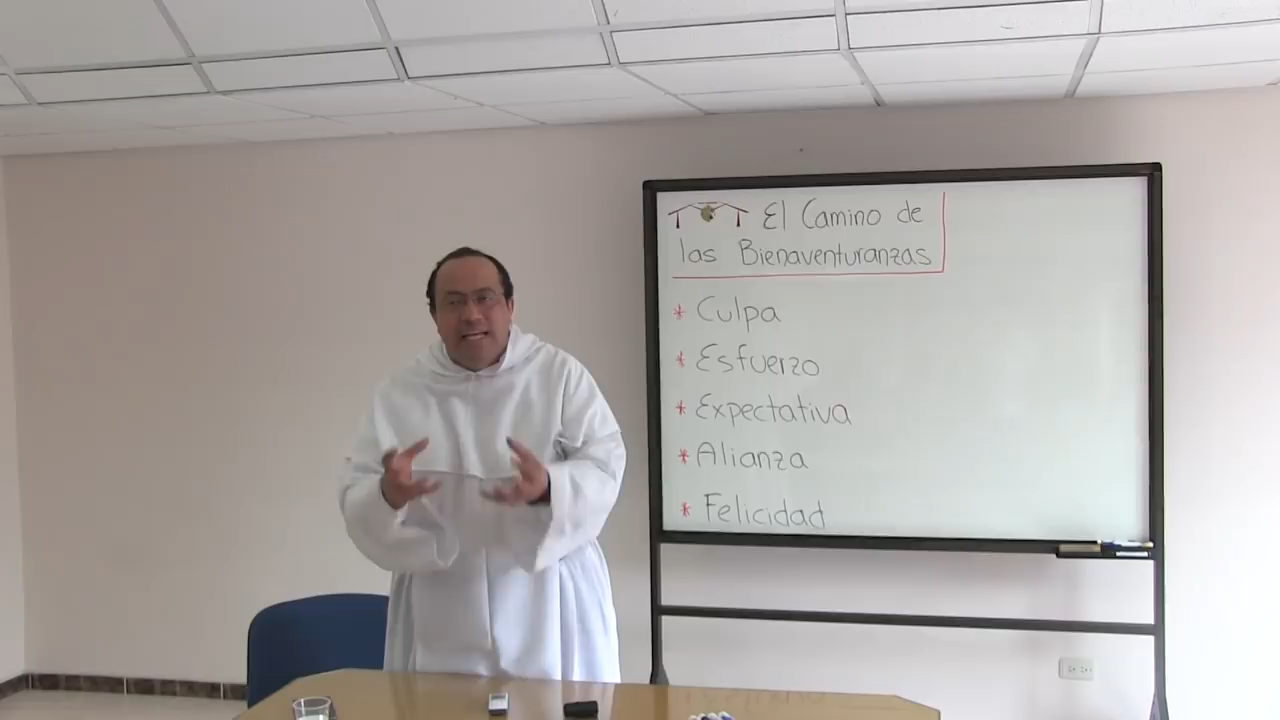 El Camino de
las Bienaventuranzas
* Culpa
* Esfuerzo
* Expectativa
* Alianza
* Felicidad